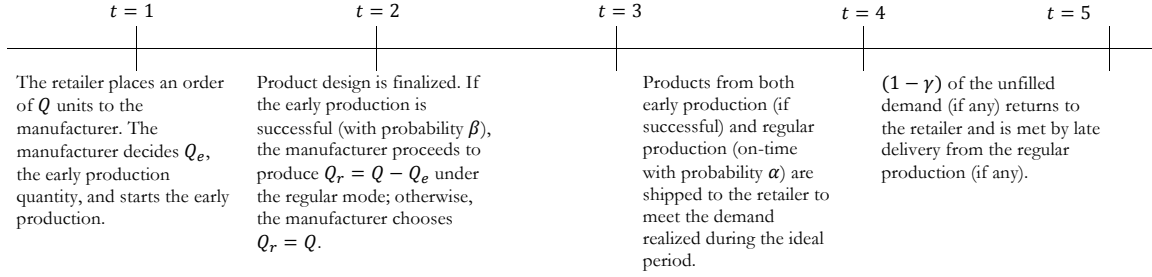 t = 1
t = 2
t = 3
t = 4
t = 5
The retailer places an order
of Q units to the
manufacturer. The
manufacturer decides Qₑ,
the early production
quantity, and starts the early
production.
Product design is finalized. If
the early production is
successful (with probability β),
the manufacturer proceeds to
produce Qᵣ = Q − Qₑ under
the regular mode; otherwise,
the manufacturer chooses
Qᵣ = Q.
Products from both
early production (if
successful) and regular
production (on-time
with probability α) are
shipped to the retailer to
meet the demand
realized during the ideal
period.
(1 − γ) of the unfilled
demand (if any) returns to
the retailer and is met by late
delivery from the regular
production (if any).